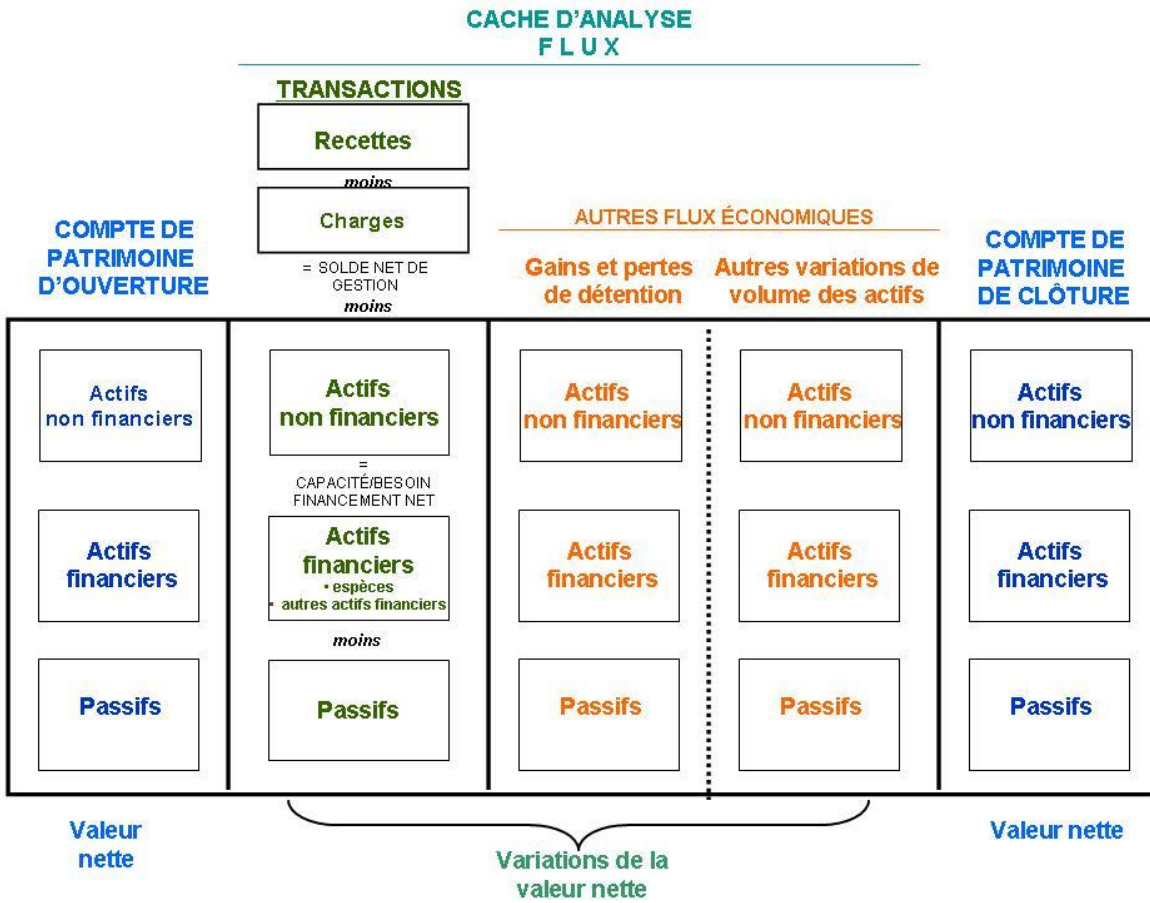 CACHE D'ANALYSE
F L U X
TRANSACTIONS
Recettes
moins
Charges
= SOLDE NET DE
GESTION
moins
AUTRES FLUX ÉCONOMIQUES
COMPTE DE
PATRIMOINE
D'OUVERTURE
Gains et pertes
de détention
Autres variations de
volume des actifs
COMPTE DE
PATRIMOINE
DE CLÔTURE
Actifs
non financiers
Actifs
non financiers
Actifs
non financiers
Actifs
non financiers
Actifs
non financiers
=
CAPACITÉ/BESOIN
FINANCEMENT NET
Actifs
financiers
Actifs
financiers
• espèces
• autres actifs financiers
Actifs
financiers
Actifs
financiers
Actifs
financiers
moins
Passifs
Passifs
Passifs
Passifs
Passifs
Valeur
nette
Variations de la
valeur nette
Valeur nette